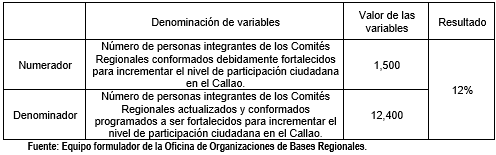 Denominación de variables
Valor de las
variables
Resultado
Numerador
Número de personas integrantes de los Comités
Regionales conformados debidamente fortalecidos
para incrementar el nivel de participación ciudadana
en el Callao.
1,500
12%
Denominador
Número de personas integrantes de los Comités
Regionales actualizados y conformados
programados a ser fortalecidos para incrementar el
nivel de participación ciudadana en el Callao.
12,400
Fuente: Equipo formulador de la Oficina de Organizaciones de Bases Regionales.